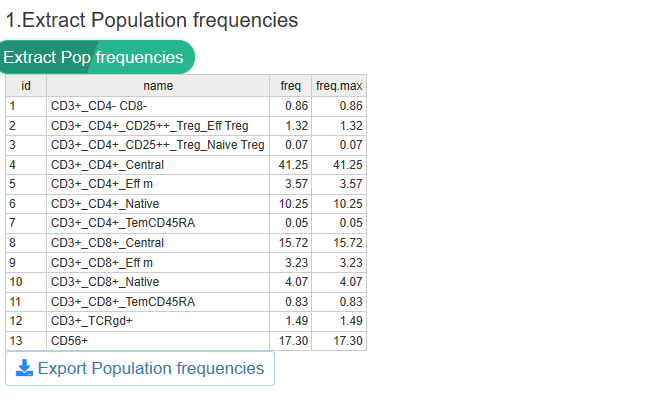 1.Extract Population frequencies
Extract Pop frequencies
id name freq freq.max
1 CD3+_CD4- CD8- 0.86 0.86
2 CD3+_CD4+_CD25++_Treg_Eff Treg 1.32 1.32
3 CD3+_CD4+_CD25++_Treg_Naive Treg 0.07 0.07
4 CD3+_CD4+_Central 41.25 41.25
5 CD3+_CD4+_Eff m 3.57 3.57
6 CD3+_CD4+_Native 10.25 10.25
7 CD3+_CD4+_TemCD45RA 0.05 0.05
8 CD3+_CD8+_Central 15.72 15.72
9 CD3+_CD8+_Eff m 3.23 3.23
10 CD3+_CD8+_Native 4.07 4.07
11 CD3+_CD8+_TemCD45RA 0.83 0.83
12 CD3+_TCRgd+ 1.49 1.49
13 CD56+ 17.30 17.30
Export Population frequencies